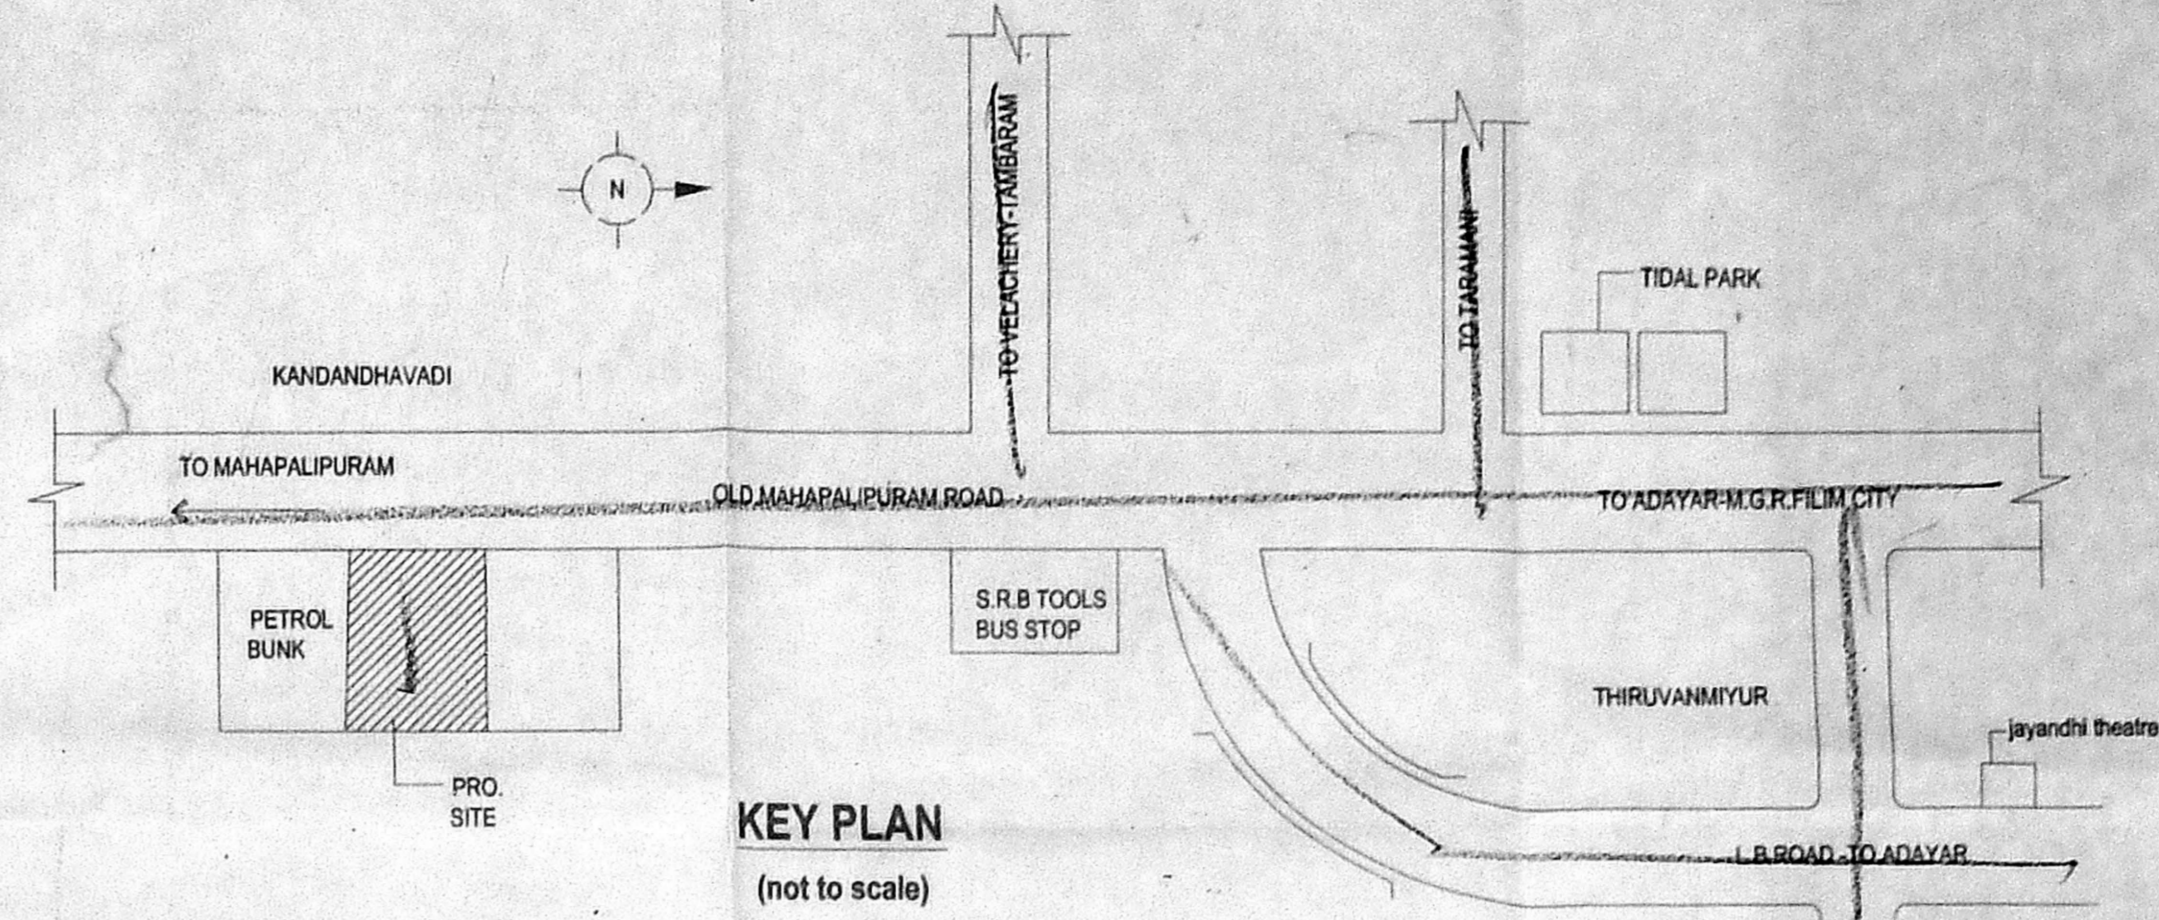 TO VELACHERY-TAMBARAM
TO TARAMANI
N
TIDAL PARK
KANDANDHAVADI
TO MAHAPALIPURAM
OLD MAHAPALIPURAM ROAD
TO ADAYAR-M.G.R.FILIM CITY
PETROL
BUNK
S.R.B TOOLS
BUS STOP
THIRUVANMIYUR
jayandhi theatre
PRO.
SITE
KEY PLAN
(not to scale)
L.B.ROAD -TO ADAYAR